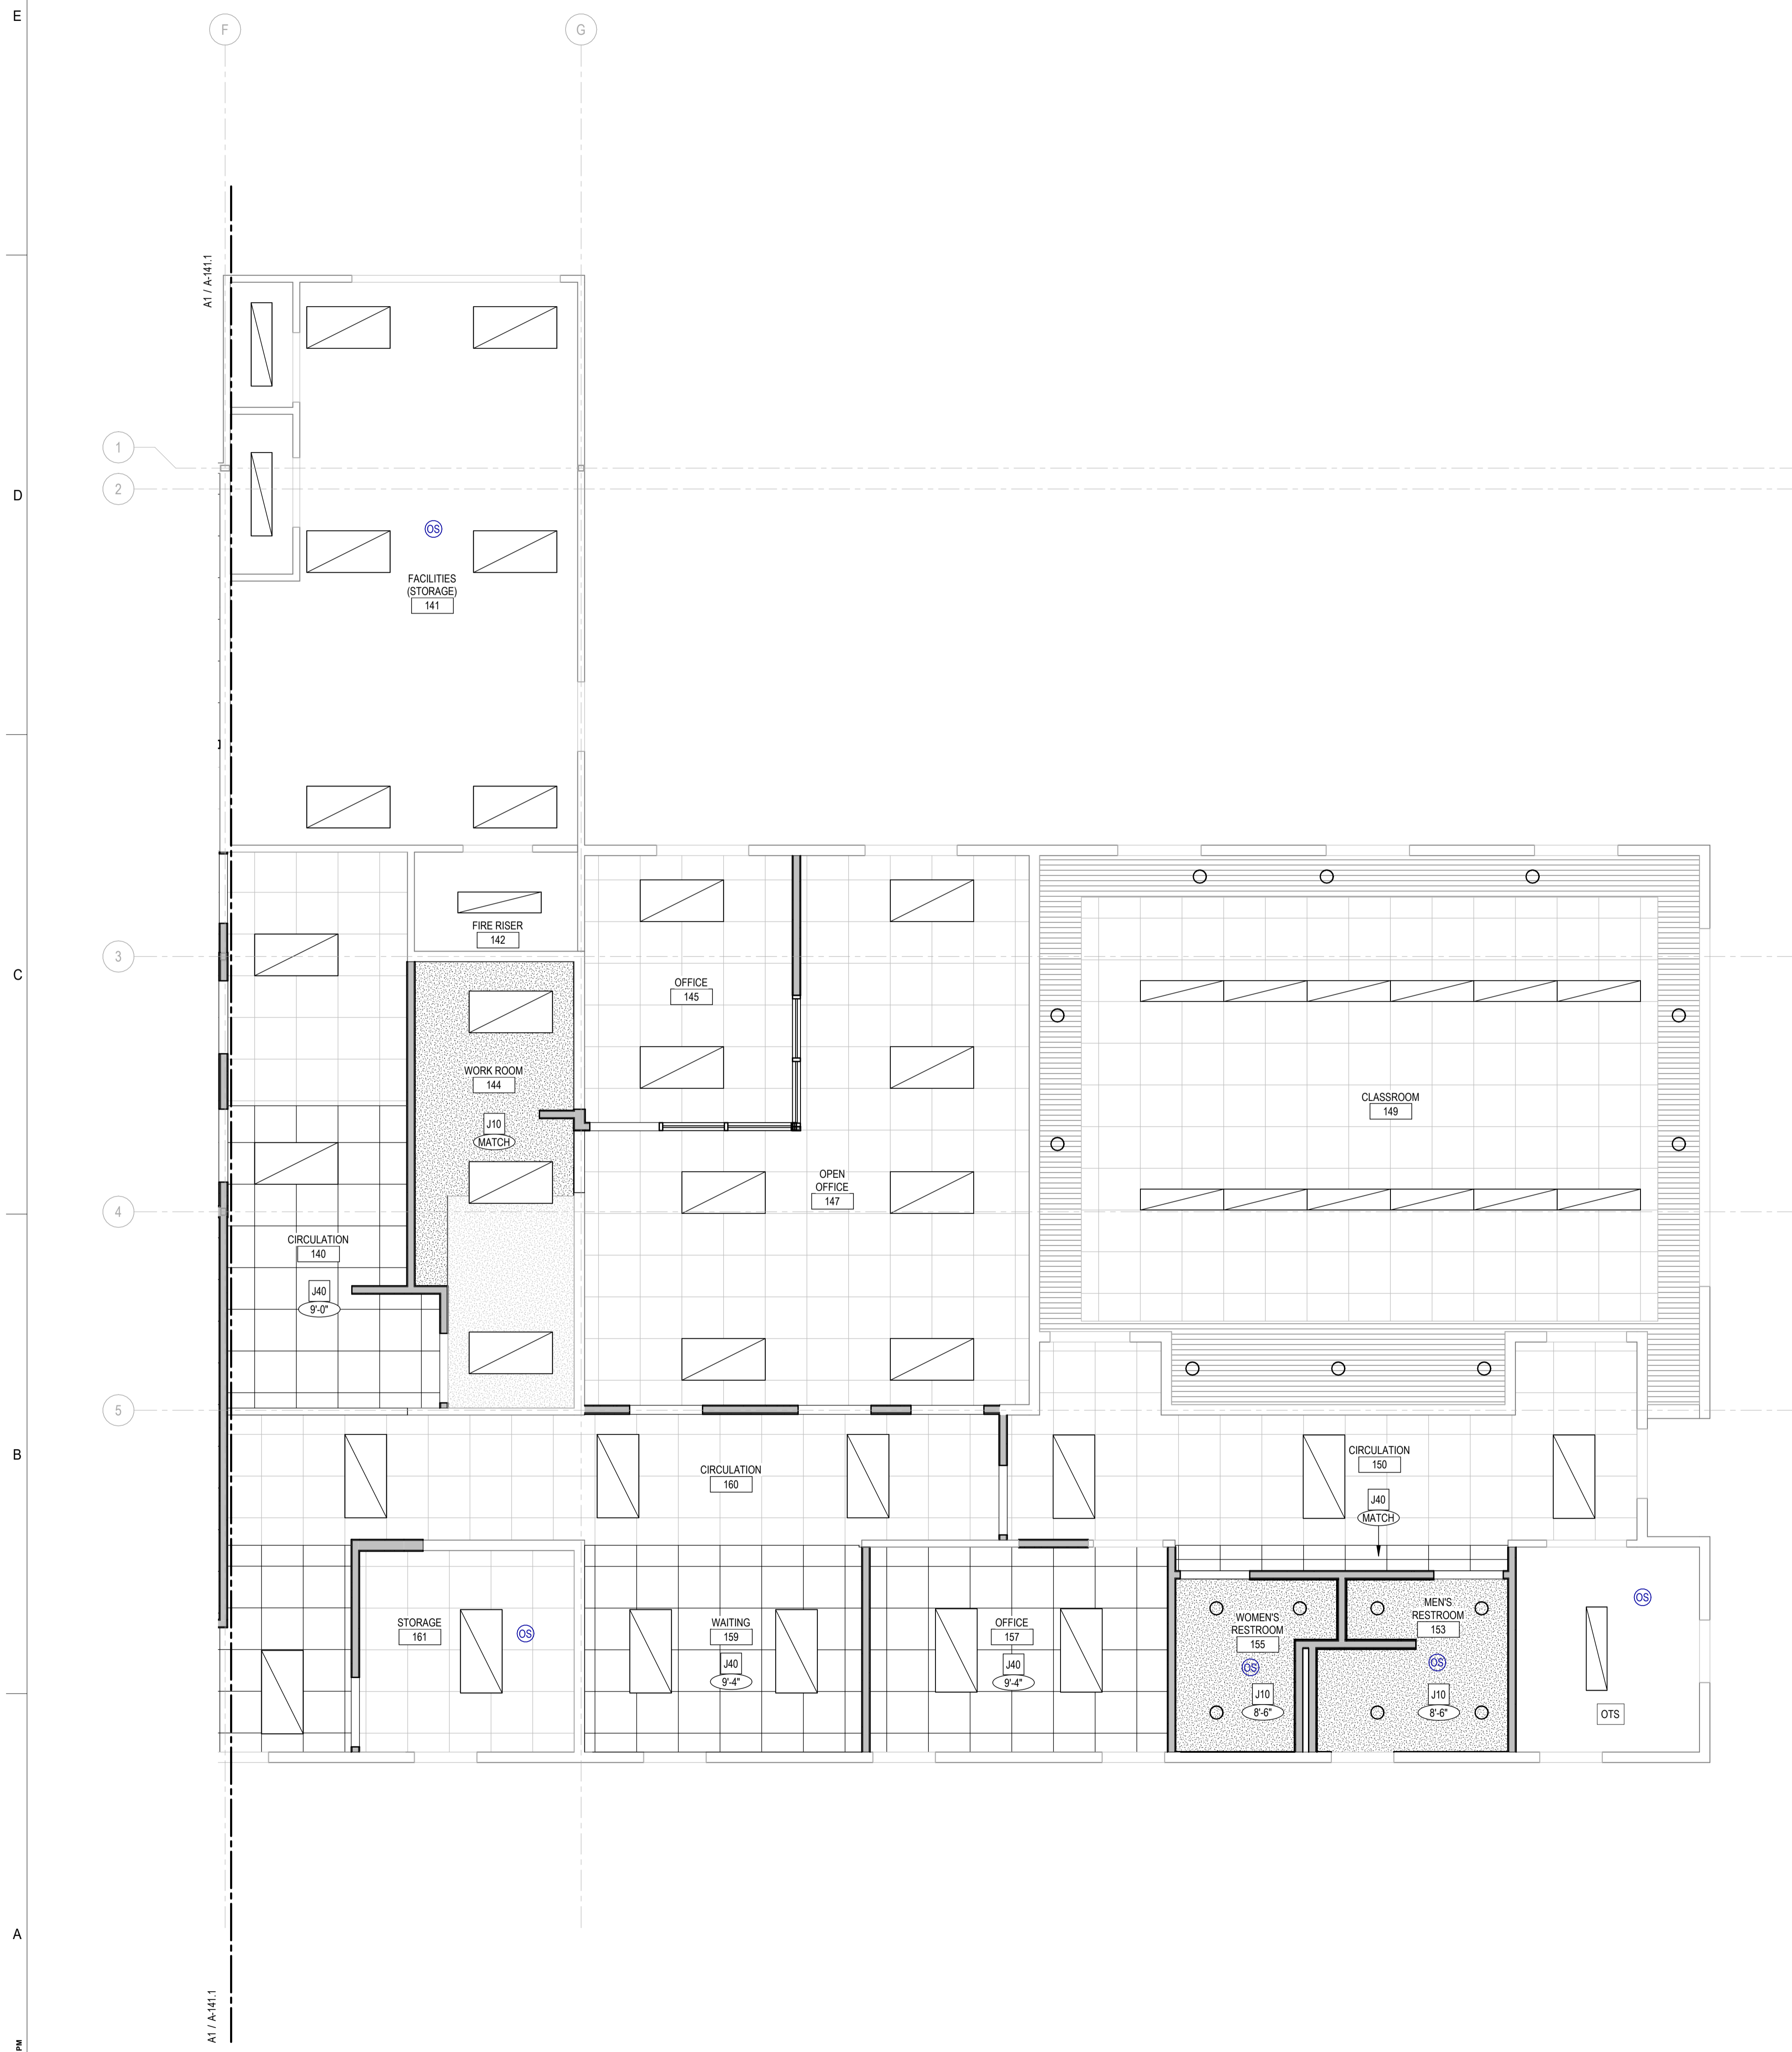 E
F
G
A1 / A-141.1
1
D
2
OS
FACILITIES
(STORAGE)
141
FIRE RISER
142
C
3
OFFICE
145
WORK ROOM
144
J10
MATCH
CLASSROOM
149
OPEN
OFFICE
147
4
CIRCULATION
140
J40
9'-0"
5
B
CIRCULATION
160
CIRCULATION
150
J40
MATCH
STORAGE
161
OS
WAITING
159
J40
9'-4"
OFFICE
157
J40
9'-4"
WOMEN'S
RESTROOM
155
OS
J10
8'-6"
MEN'S
RESTROOM
153
OS
J10
8'-6"
OS
OTS
A
A1 / A-141.1
PM